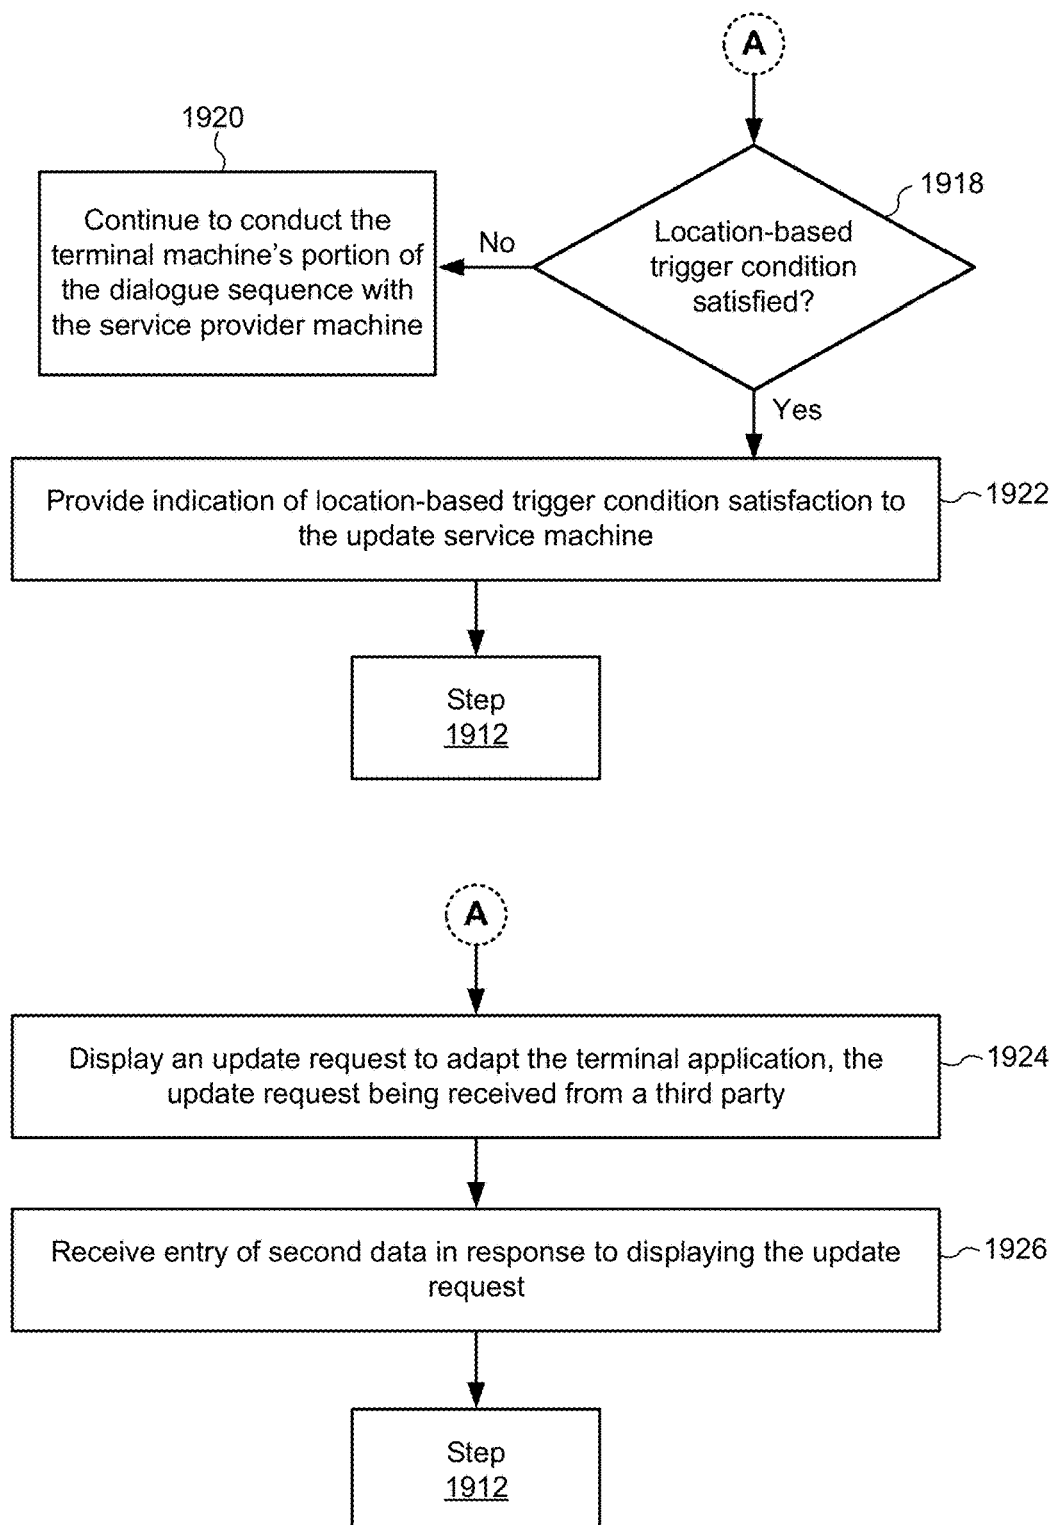 A
1920
1918
Continue to conduct the
terminal machine's portion of
the dialogue sequence with
the service provider machine
No
Location-based
trigger condition
satisfied?
Yes
Provide indication of location-based trigger condition satisfaction to
the update service machine
1922
Step
1912
A
Display an update request to adapt the terminal application, the
update request being received from a third party
1924
Receive entry of second data in response to displaying the update
request
1926
Step
1912